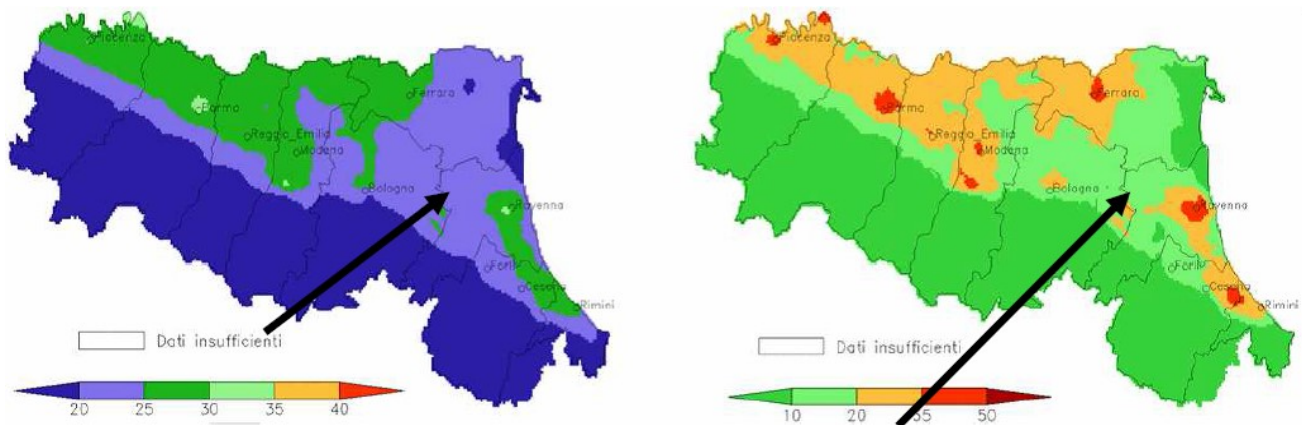 Piacenza
Parma
Reggio_Emilia
Modena
Ferrara
Bologna
Ravenna
Forlì
Cesena
Rimini
Dati insufficienti
20 25 30 35 40
Piacenza
Parma
Reggio_Emilia
Modena
Ferrara
Bologna
Ravenna
Forlì
Cesena
Rimini
Dati insufficienti
10 20 35 50